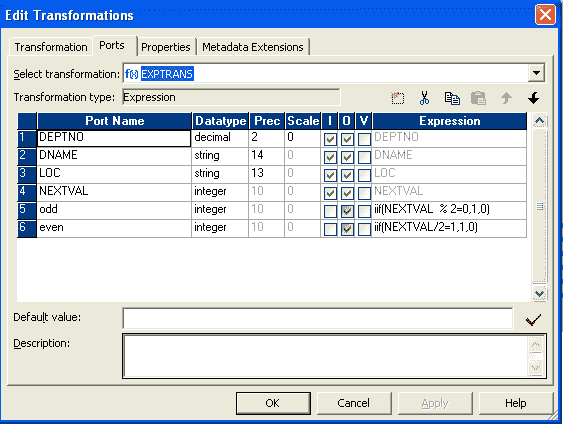 Edit Transformations
Transformation Ports Properties Metadata Extensions
Select transformation: f(x) EXPTRANS
Transformation type: Expression
Port Name Datatype Prec Scale I O V Expression
1 DEPTNO decimal 2 0 DEPTNO
2 DNAME string 14 0 DNAME
3 LOC string 13 0 LOC
4 NEXTVAL integer 10 0 NEXTVAL
5 odd integer 10 0 iif(NEXTVAL % 2=0,1,0)
6 even integer 10 0 iif(NEXTVAL/2=1,1,0)
Default value:
Description:
OK Cancel Apply Help